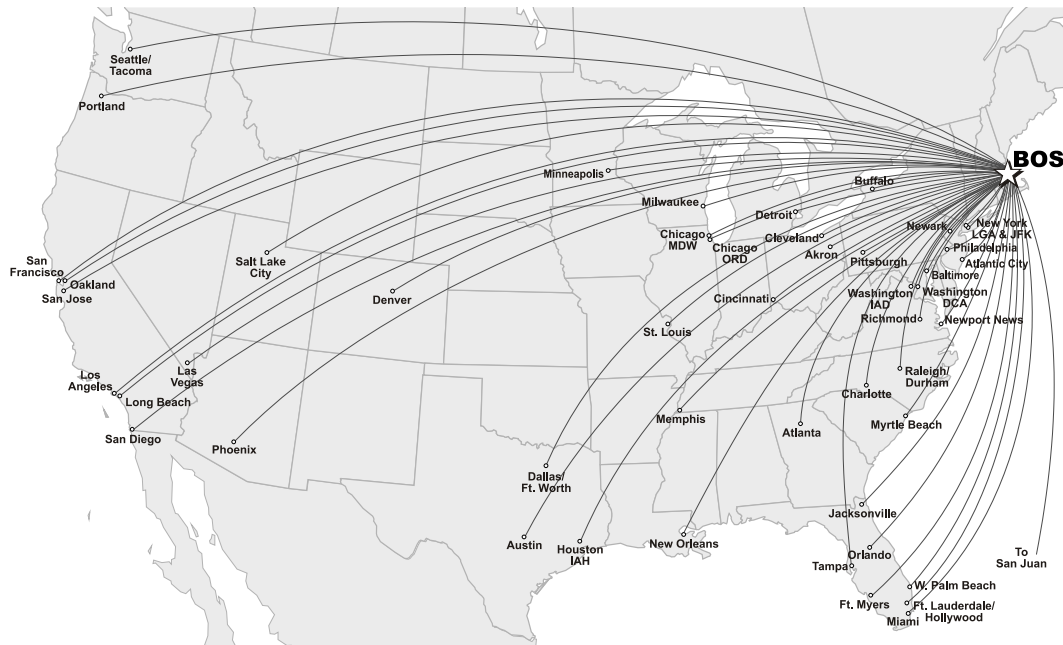 Seattle/
Tacoma
Portland
BOS
Minneapolis
Buffalo
Milwaukee
Detroit
Newark
New York
LGA & JFK
Chicago
MDW
Chicago
ORD
Cleveland
Akron
Pittsburgh
Philadelphia
Atlantic City
Baltimore
San
Francisco
Oakland
San Jose
Salt Lake
City
Denver
Cincinnati
Washington
IAD
Washington
DCA
Richmond
Newport News
St. Louis
Los
Angeles
Las
Vegas
Long Beach
Raleigh/
Durham
Charlotte
San Diego
Phoenix
Memphis
Atlanta
Myrtle Beach
Dallas/
Ft. Worth
Jacksonville
Austin
Houston
IAH
New Orleans
Orlando
Tampa
To
San Juan
W. Palm Beach
Ft. Myers
Ft. Lauderdale/
Hollywood
Miami